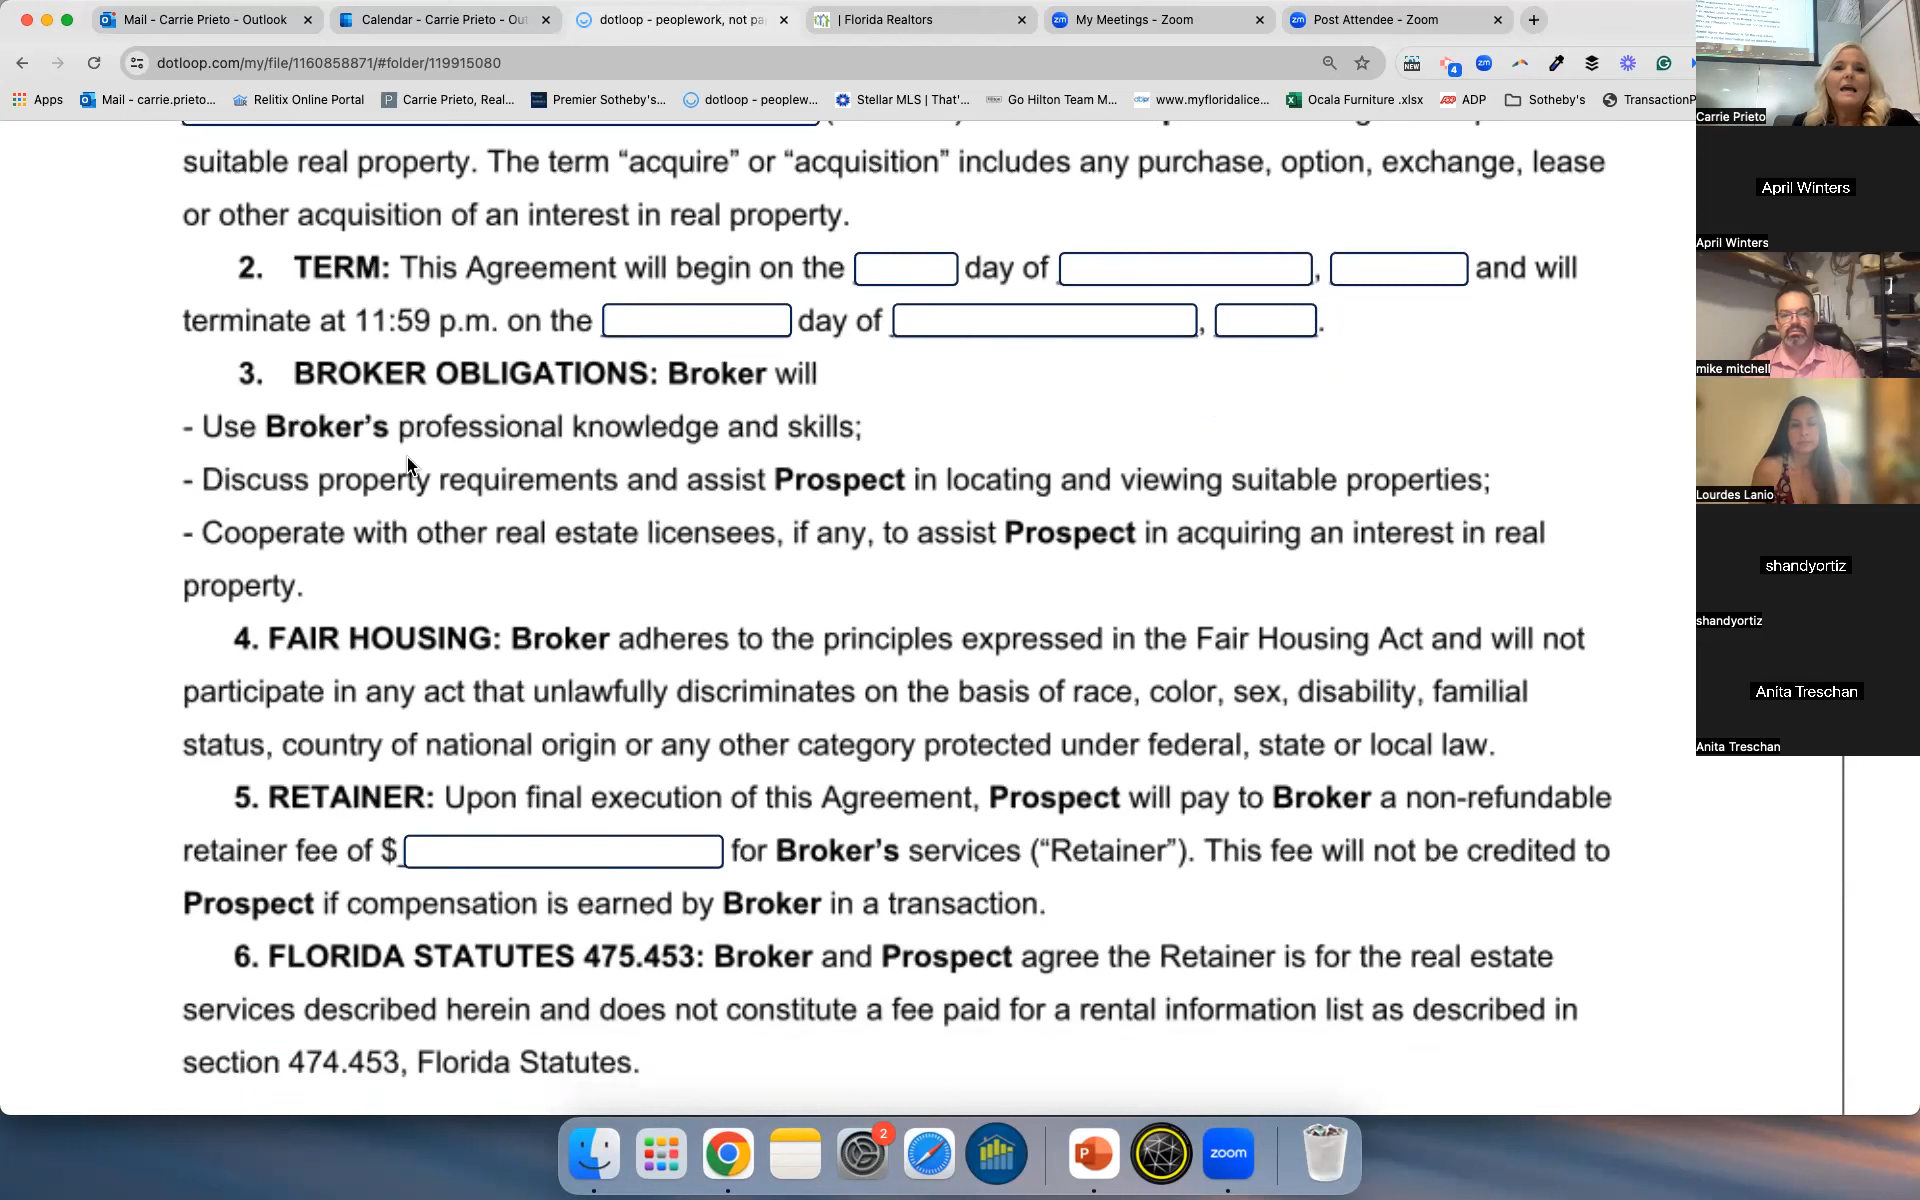 Mail - Carrie Prieto - Outlook
Calendar - Carrie Prieto - Out
dotloop - peoplework, not pa
| Florida Realtors
My Meetings - Zoom
Post Attendee - Zoom
dotloop.com/my/file/1160858871/#folder/119915080
NEW
4
zm
Apps
Mail - carrie.prieto...
Relitix Online Portal
Carrie Prieto, Real...
Premier Sotheby's...
dotloop - peoplew...
Stellar MLS | That'...
Go Hilton Team M...
www.myfloridalice...
Ocala Furniture .xlsx
ADP
Sotheby's
TransactionP
suitable real property. The term “acquire” or “acquisition” includes any purchase, option, exchange, lease
or other acquisition of an interest in real property.
2. TERM: This Agreement will begin on the day of , and will
terminate at 11:59 p.m. on the day of , .
3. BROKER OBLIGATIONS: Broker will
- Use Broker’s professional knowledge and skills;
- Discuss property requirements and assist Prospect in locating and viewing suitable properties;
- Cooperate with other real estate licensees, if any, to assist Prospect in acquiring an interest in real
property.
4. FAIR HOUSING: Broker adheres to the principles expressed in the Fair Housing Act and will not
participate in any act that unlawfully discriminates on the basis of race, color, sex, disability, familial
status, country of national origin or any other category protected under federal, state or local law.
5. RETAINER: Upon final execution of this Agreement, Prospect will pay to Broker a non-refundable
retainer fee of $ for Broker’s services (“Retainer”). This fee will not be credited to
Prospect if compensation is earned by Broker in a transaction.
6. FLORIDA STATUTES 475.453: Broker and Prospect agree the Retainer is for the real estate
services described herein and does not constitute a fee paid for a rental information list as described in
section 474.453, Florida Statutes.
Carrie Prieto
April Winters
April Winters
mike mitchell
Lourdes Lanio
shandyortiz
shandyortiz
Anita Treschan
Anita Treschan
2
P
zoom